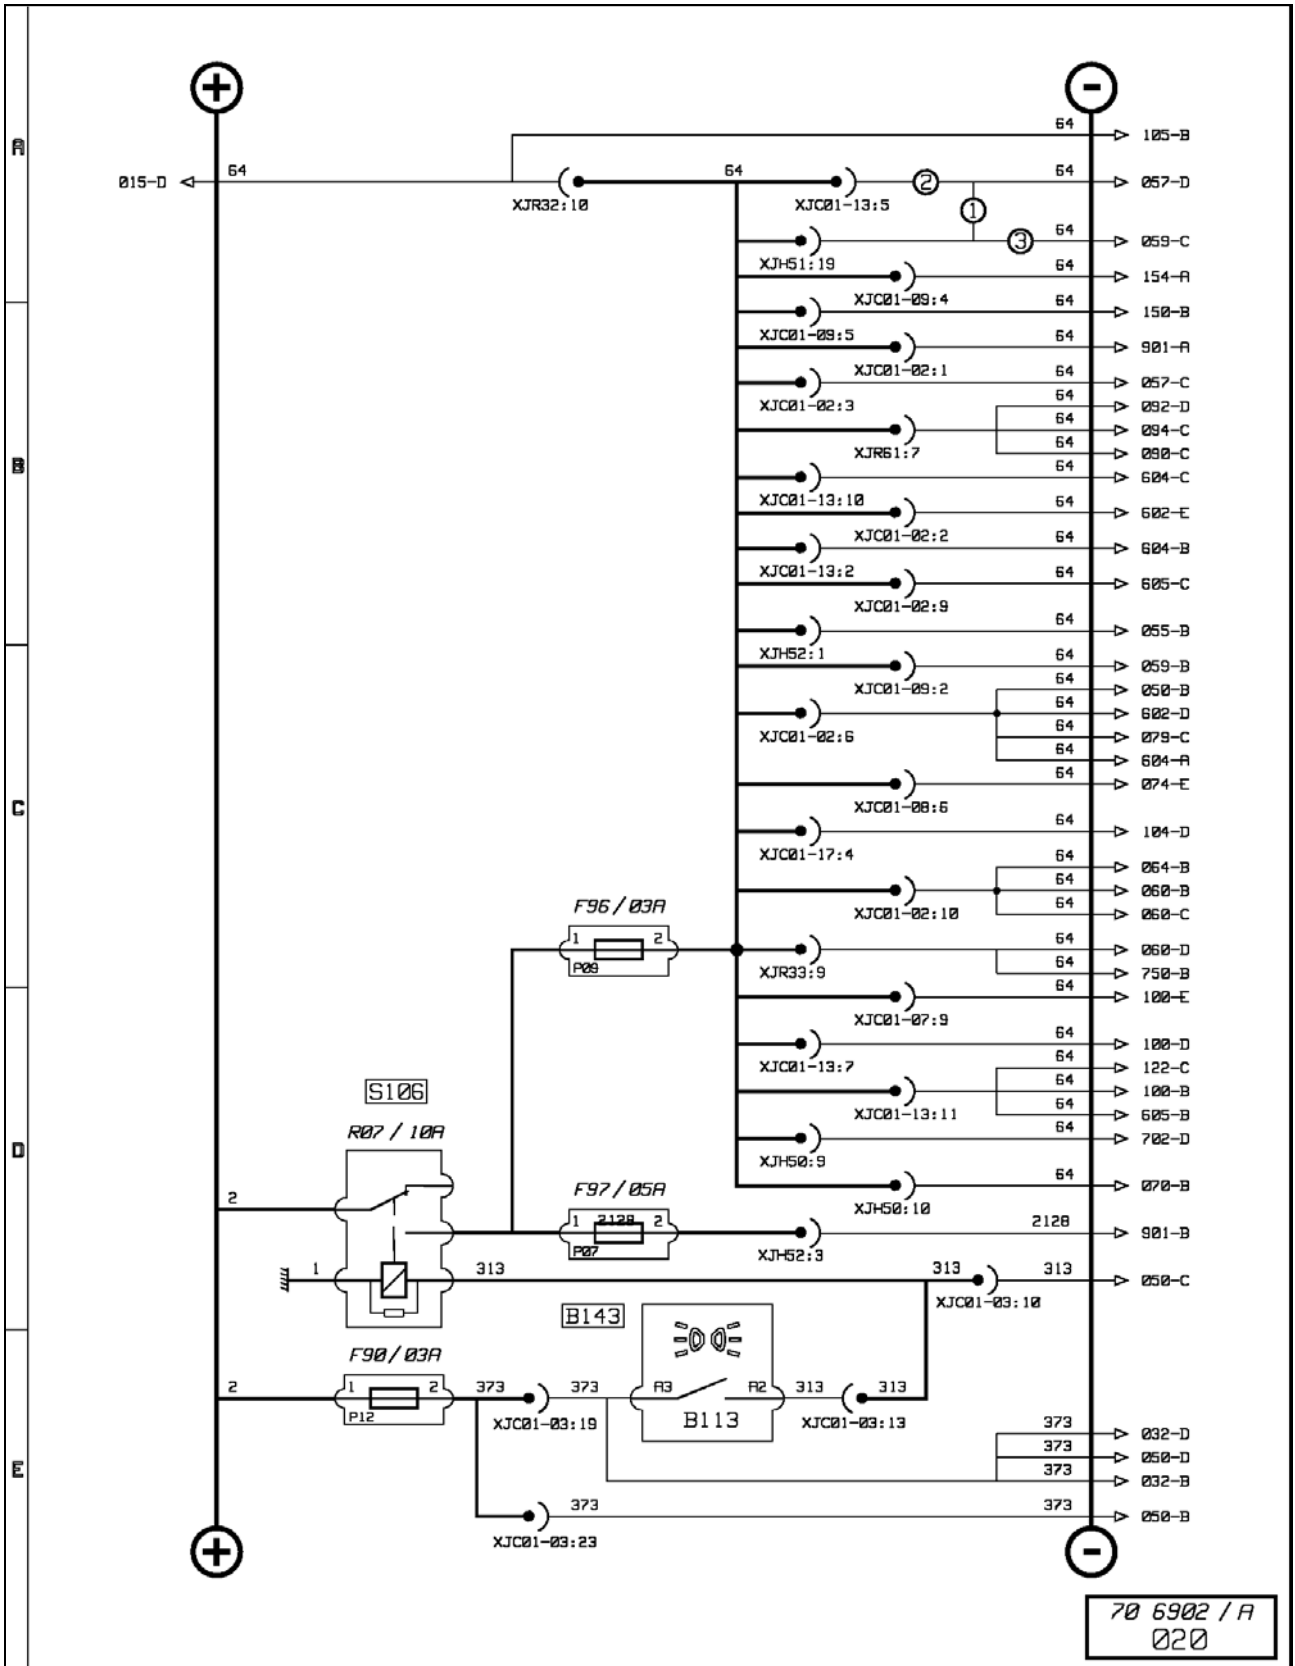 + -
64 105-B
A
015-D 64 64 64 057-D
2
XJR32:10 XJC01-13:5
1
64 059-C
3
XJH51:19
64 154-A
XJC01-09:4
64 150-B
XJC01-09:5
64 901-A
XJC01-02:1
64 057-C
XJC01-02:3
64 092-D
64 094-C
XJR61:7
64 090-C
B
64 604-C
XJC01-13:10
64 602-E
XJC01-02:2
64 604-B
XJC01-13:2
64 605-C
XJC01-02:9
64 055-B
XJH52:1
64 059-B
XJC01-09:2
64 050-B
64 602-D
XJC01-02:6
64 079-C
64 604-A
64 074-E
XJC01-08:6
C
64 104-D
XJC01-17:4
64 064-B
64 060-B
XJC01-02:10
64 060-C
F96/03A
1 2
P09
64 060-D
XJR33:9
64 750-B
64 100-E
XJC01-07:9
64 100-D
XJC01-13:7
64 122-C
64 100-B
XJC01-13:11
64 605-B
S106
R07 / 10A
D
64 702-D
XJH50:9
64 070-B
XJH50:10
2
F97/05A
1 2128 2
P07
2128 901-B
XJH52:3
1 313 313 313 050-C
XJC01-03:10
B143
F90/03A
2 1 2 373 373 A3 A2 313 313
P12
XJC01-03:19 B113 XJC01-03:13
373 032-D
373 050-D
373 032-B
E
373 373 050-B
XJC01-03:23
+ -
70 6902 / A
020